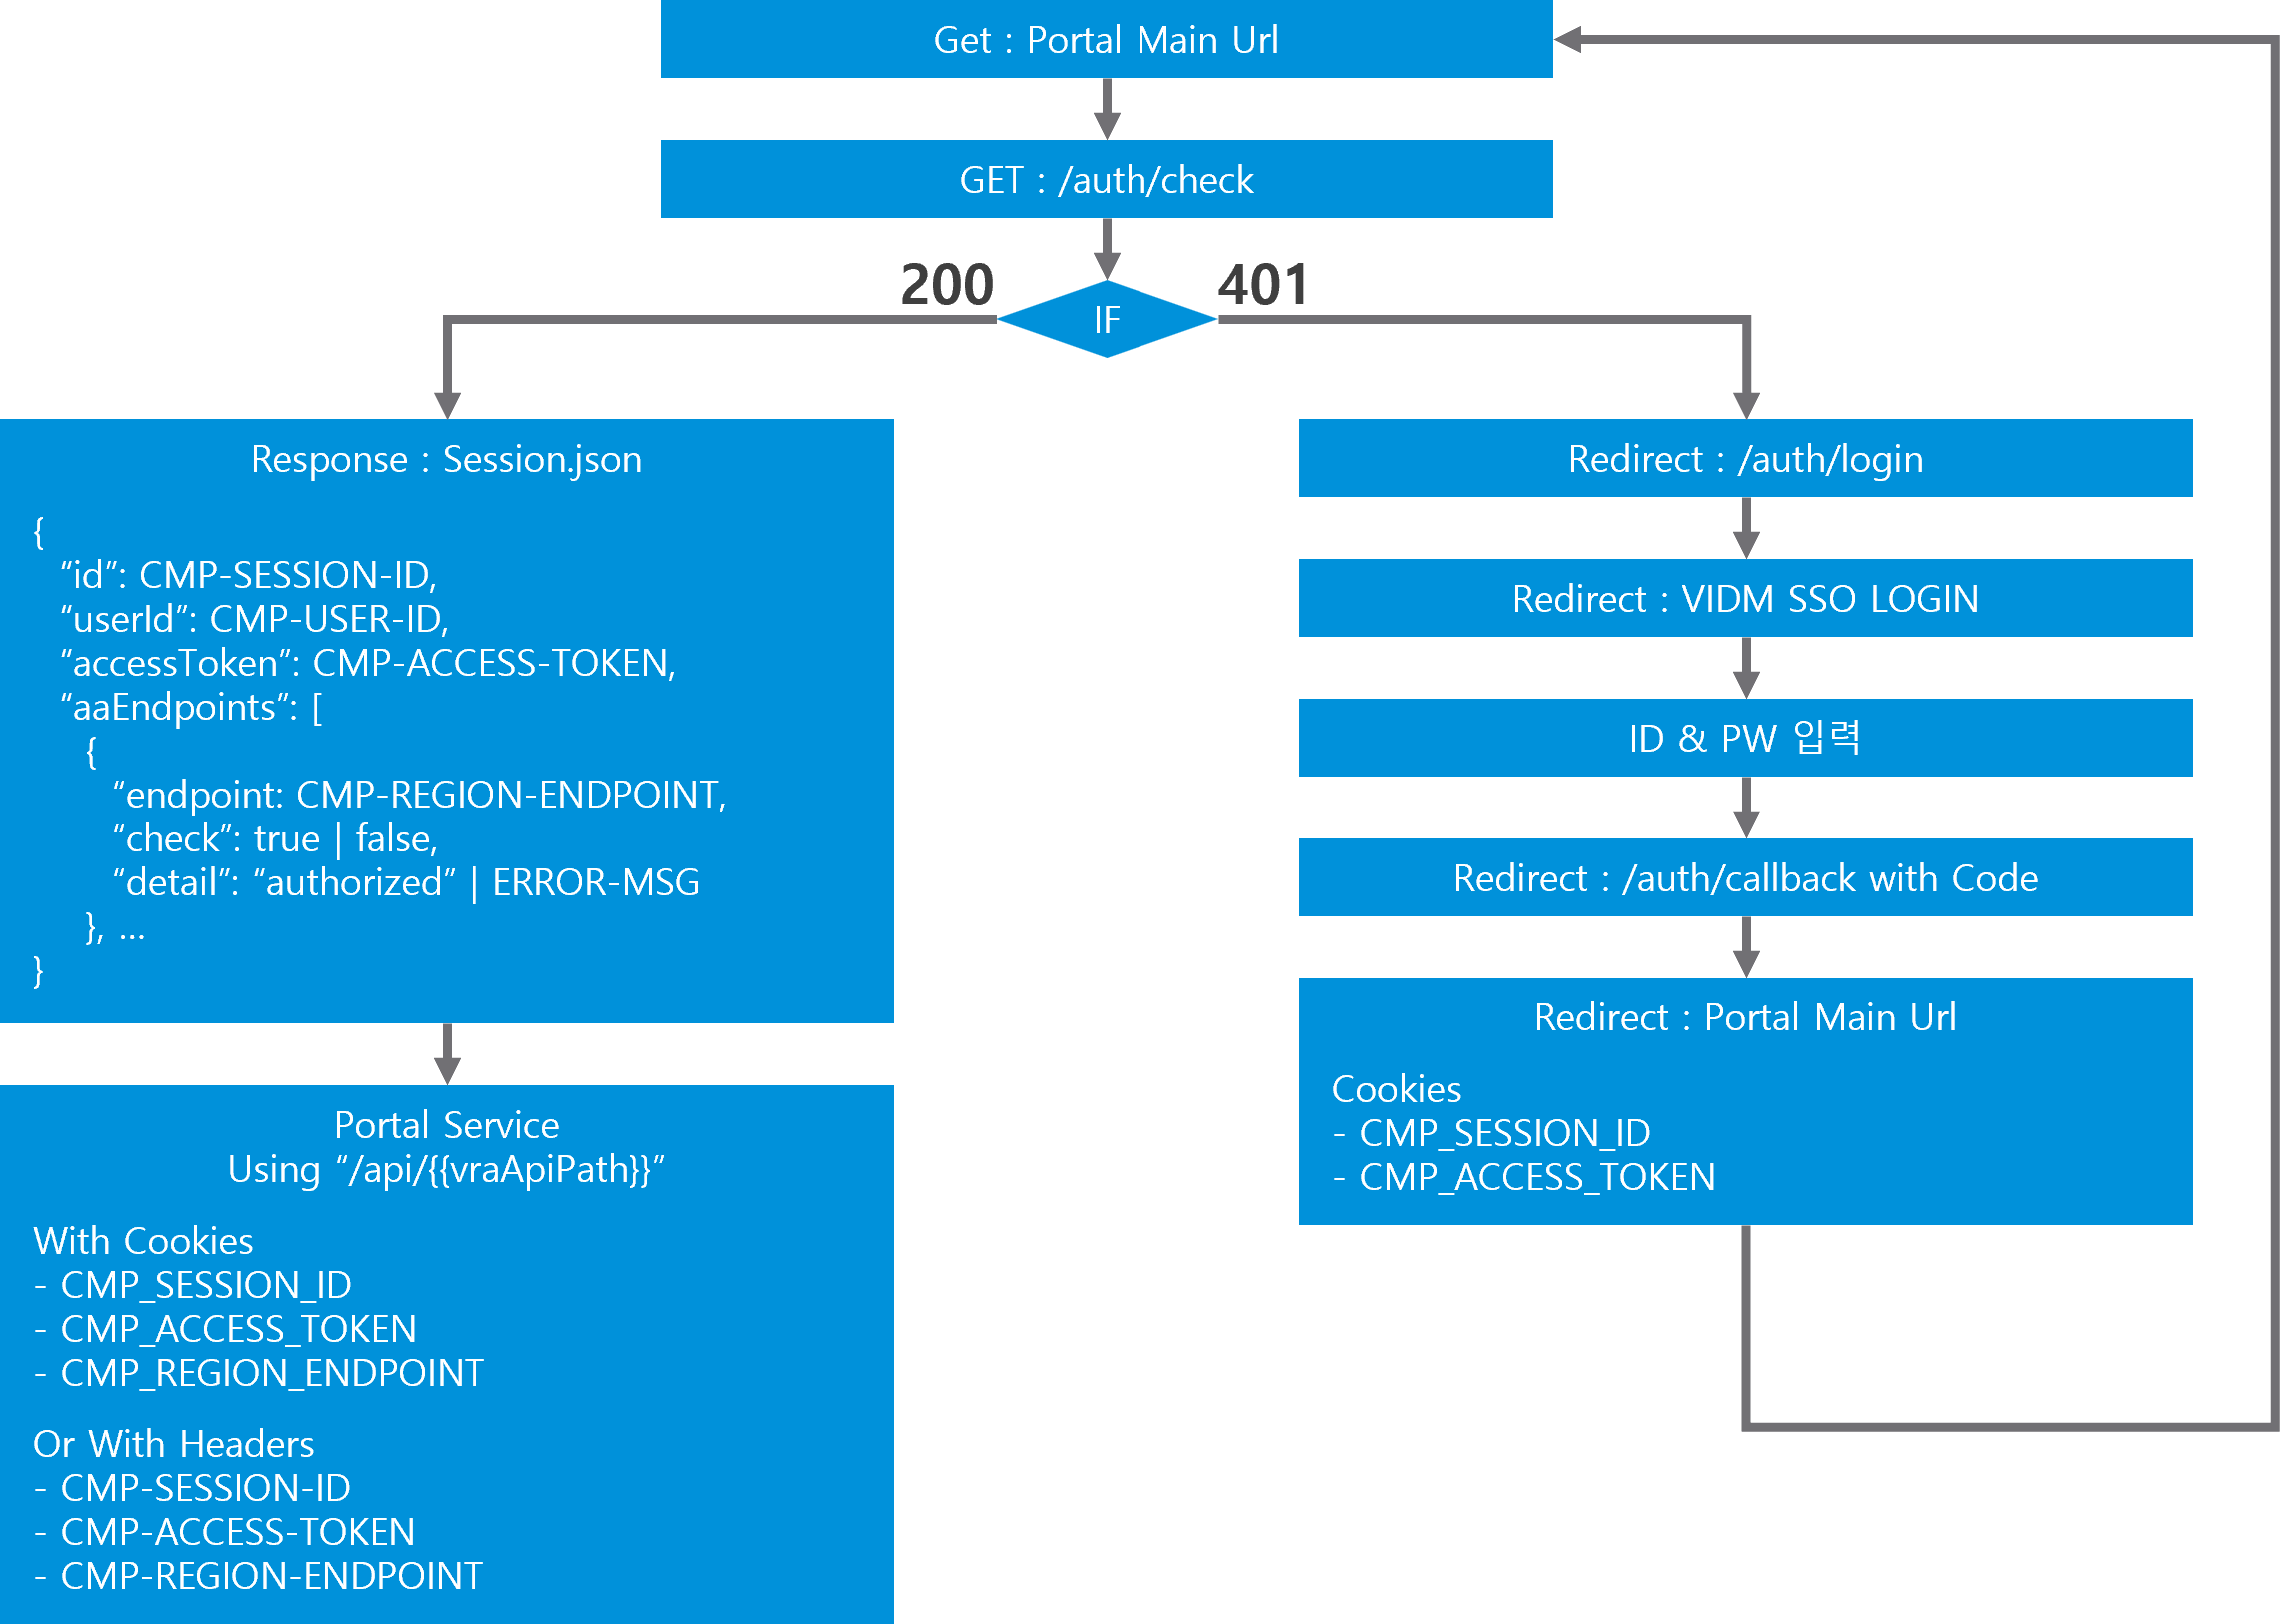 Get : Portal Main Url
GET : /auth/check
200
401
IF
Response : Session.json
{
“id”: CMP-SESSION-ID,
“userId”: CMP-USER-ID,
“accessToken”: CMP-ACCESS-TOKEN,
“aaEndpoints”: [
{
“endpoint: CMP-REGION-ENDPOINT,
“check”: true | false,
“detail”: “authorized” | ERROR-MSG
}, ...
}
Portal Service
Using “/api/{{vraApiPath}}”
With Cookies
- CMP_SESSION_ID
- CMP_ACCESS_TOKEN
- CMP_REGION_ENDPOINT
Or With Headers
- CMP-SESSION-ID
- CMP-ACCESS-TOKEN
- CMP-REGION-ENDPOINT
Redirect : /auth/login
Redirect : VIDM SSO LOGIN
ID & PW 입력
Redirect : /auth/callback with Code
Redirect : Portal Main Url
Cookies
- CMP_SESSION_ID
- CMP_ACCESS_TOKEN